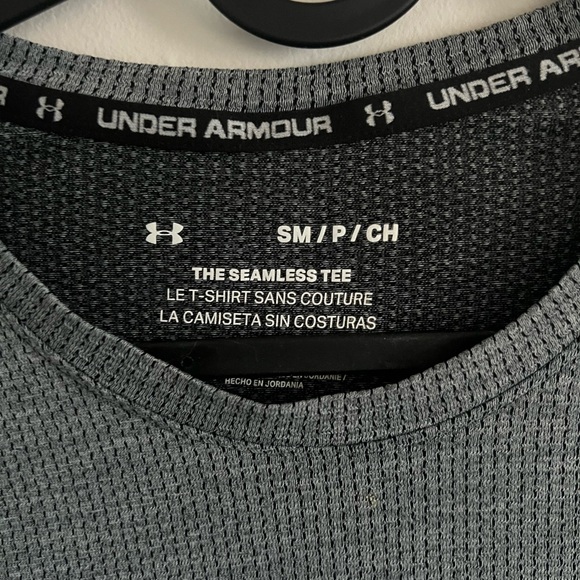 UNDER ARMOUR
UNDER AR
SM / P / CH
THE SEAMLESS TEE
LE T-SHIRT SANS COUTURE
LA CAMISETA SIN COSTURAS
HECHO EN JORDANIA